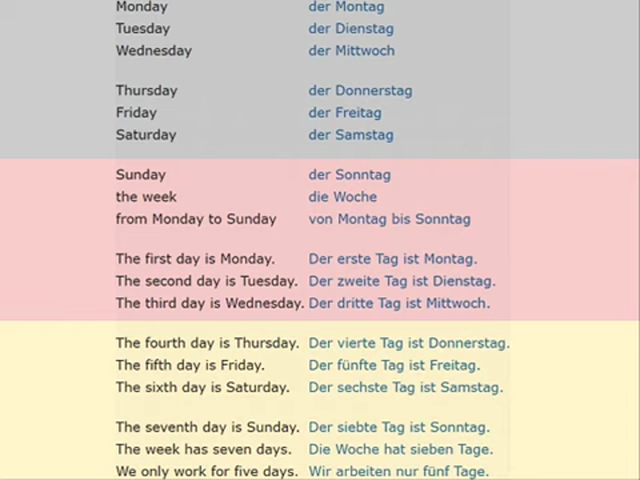 Monday der Montag
Tuesday der Dienstag
Wednesday der Mittwoch
Thursday der Donnerstag
Friday der Freitag
Saturday der Samstag
Sunday der Sonntag
the week die Woche
from Monday to Sunday von Montag bis Sonntag
The first day is Monday. Der erste Tag ist Montag.
The second day is Tuesday. Der zweite Tag ist Dienstag.
The third day is Wednesday. Der dritte Tag ist Mittwoch.
The fourth day is Thursday. Der vierte Tag ist Donnerstag.
The fifth day is Friday. Der fünfte Tag ist Freitag.
The sixth day is Saturday. Der sechste Tag ist Samstag.
The seventh day is Sunday. Der siebte Tag ist Sonntag.
The week has seven days. Die Woche hat sieben Tage.
We only work for five days. Wir arbeiten nur fünf Tage.